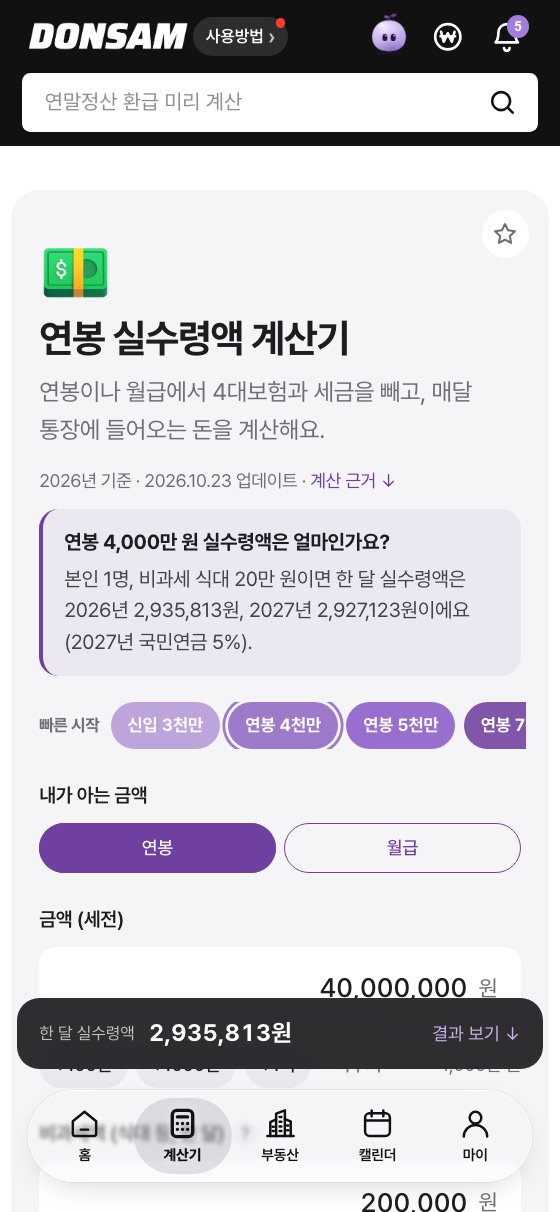 DONSAM
사용방법 ›
5
연말정산 환급 미리 계산
연봉 실수령액 계산기
연봉이나 월급에서 4대보험과 세금을 빼고, 매달
통장에 들어오는 돈을 계산해요.
2026년 기준 · 2026.10.23 업데이트 · 계산 근거 ↓
연봉 4,000만 원 실수령액은 얼마인가요?
본인 1명, 비과세 식대 20만 원이면 한 달 실수령액은
2026년 2,935,813원, 2027년 2,927,123원이에요
(2027년 국민연금 5%).
빠른 시작 신입 3천만 연봉 4천만 연봉 5천만 연봉 7
내가 아는 금액
연봉 월급
금액 (세전)
40,000,000 원
한 달 실수령액 2,935,813원 결과 보기 ↓
홈 계산기 부동산 캘린더 마이
200,000 원